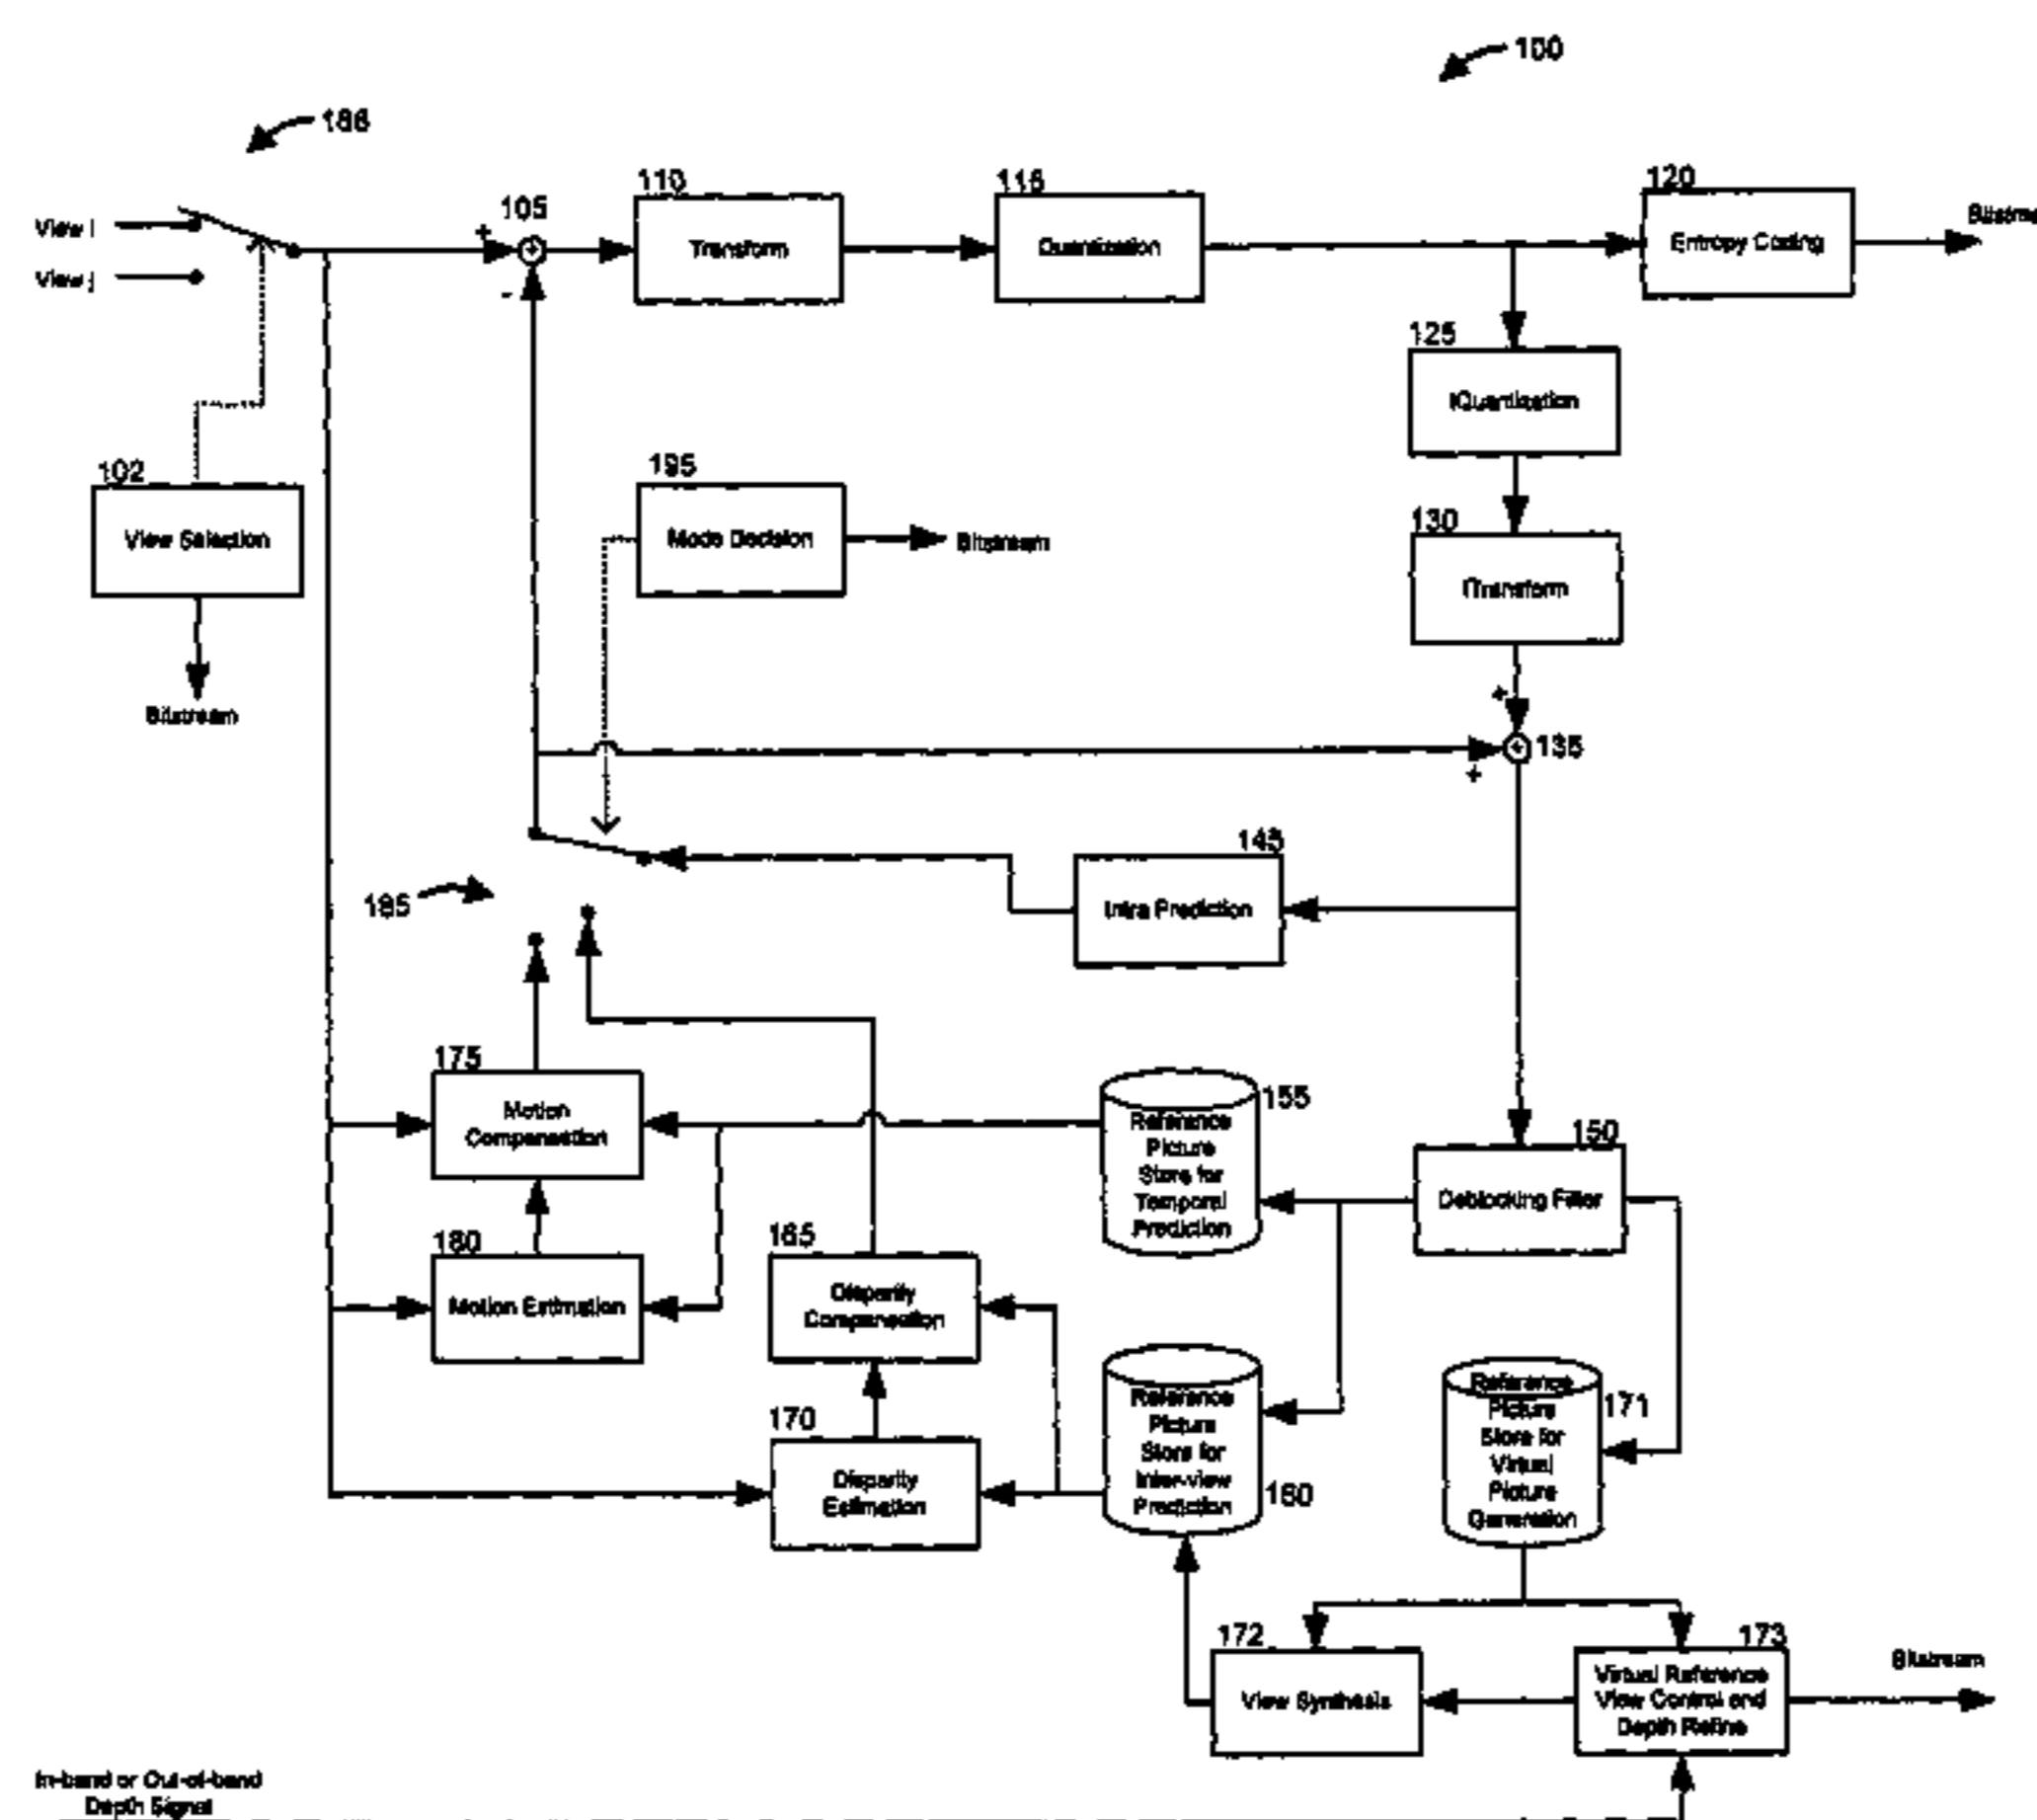 100
186
View i
View j
105
+
-
110
Transform
115
Quantization
120
Entropy Coding
125
IQuantization
102
View Selection
Bitstream
195
Mode Decision
Bitstream
130
ITransform
+
135
+
145
Intra Prediction
185
175
Motion
Compensation
155
Reference
Picture
Store for
Temporal
Prediction
150
Deblocking Filter
180
Motion Estimation
165
Disparity
Compensation
170
Disparity
Estimation
Reference
Picture
Store for
Inter-view
Prediction
160
Reference
Picture
Store for
Virtual
Picture
Generation
171
172
View Synthesis
173
Virtual Reference
View Control and
Depth Refine
Bitstream
In-band or Out-of-band
Depth Signal